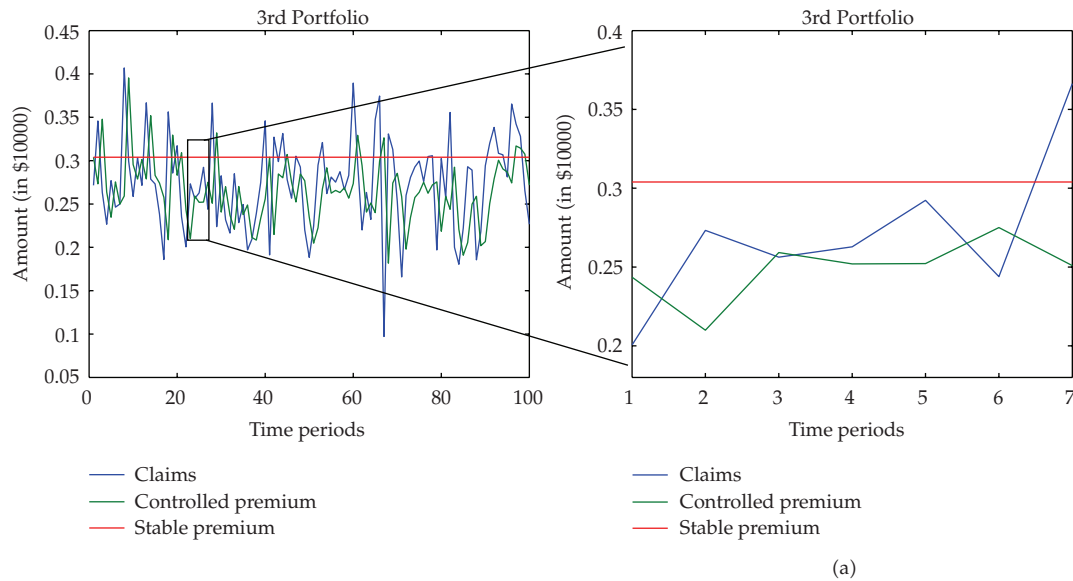 3rd Portfolio
0.45
0.4
0.35
0.3
0.25
0.2
0.15
0.1
0.05
Amount (in $10000)
0 20 40 60 80 100
Time periods
Claims
Controlled premium
Stable premium
3rd Portfolio
0.4
0.35
0.3
0.25
0.2
Amount (in $10000)
1 2 3 4 5 6 7
Time periods
Claims
Controlled premium
Stable premium
(a)